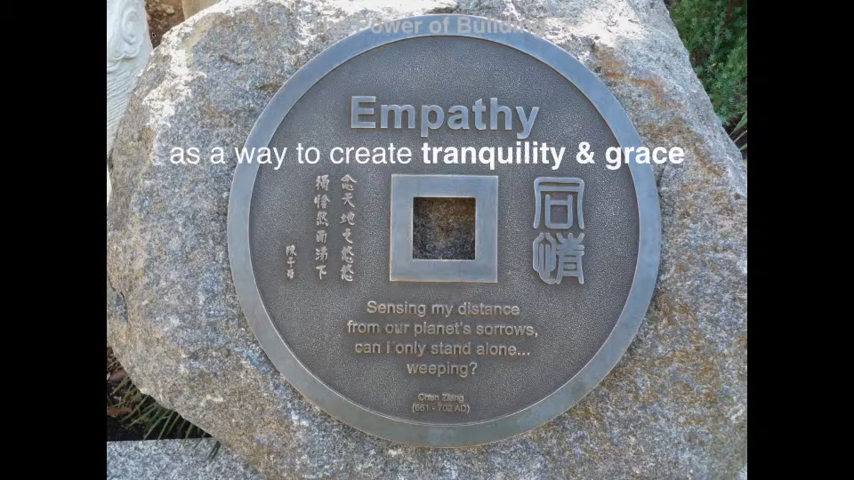 Power of
Empathy
as a way to create tranquility & grace
念天地之悠悠
獨愴然而涕下
陳子昂
同情
Sensing my distance
from our planet's sorrows,
can I only stand alone...
weeping?
Chen Ziang
(661 - 702 AD)